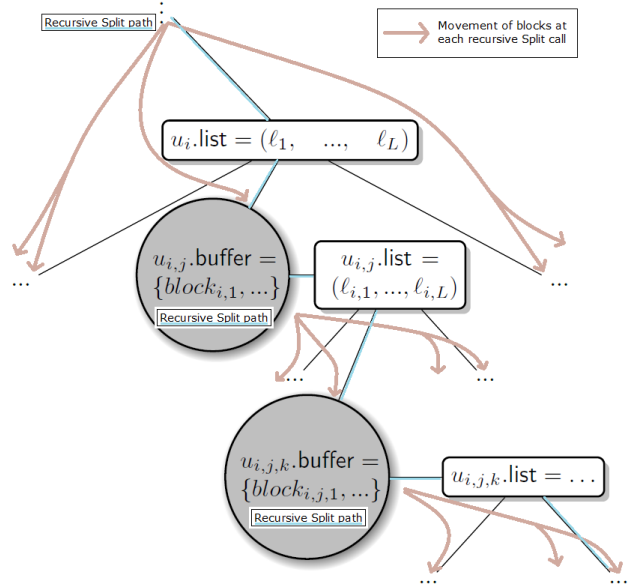 Recursive Split path
⋮
Movement of blocks at
each recursive Split call
u_i.list = (ℓ_1, ..., ℓ_L)
u_{i,j}.buffer =
{block_{i,1}, ...}
Recursive Split path
u_{i,j}.list =
(ℓ_{i,1}, ..., ℓ_{i,L})
...
...
...
...
u_{i,j,k}.buffer =
{block_{i,j,1}, ...}
Recursive Split path
u_{i,j,k}.list = ...
...
...